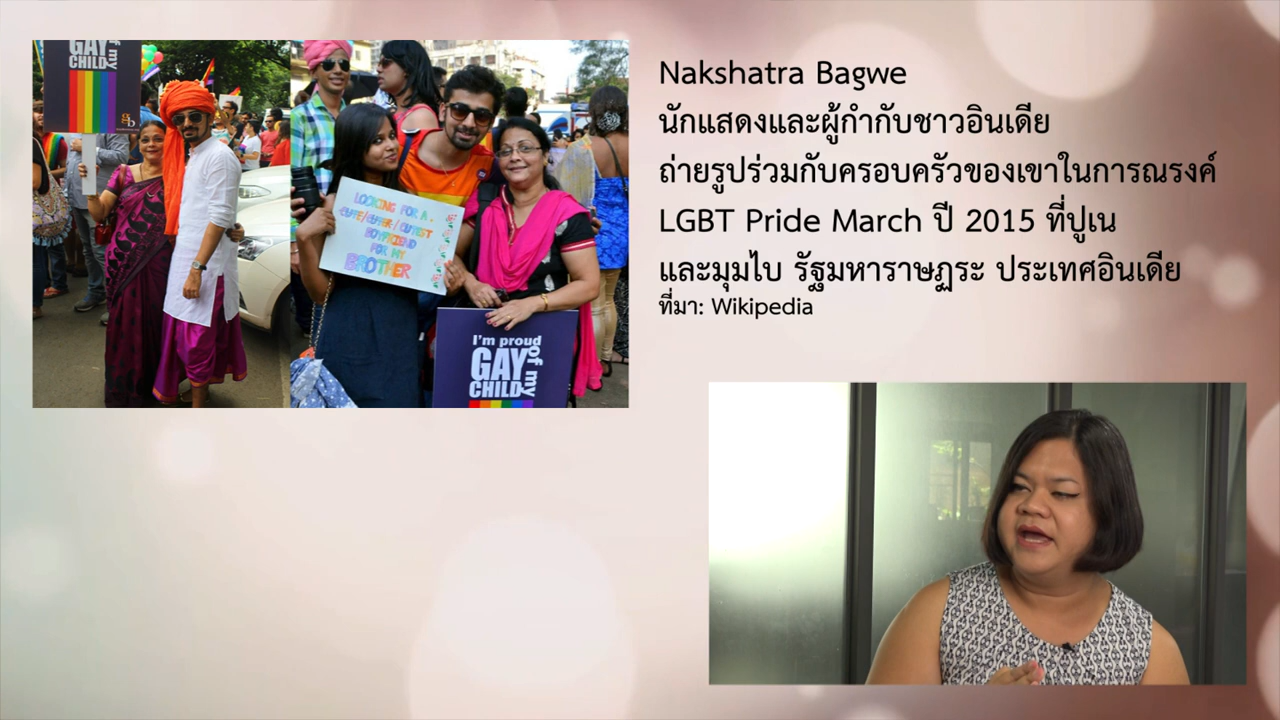 GAY
CHILD
of my
Nakshatra Bagwe
นักแสดงและผู้กำกับชาวอินเดีย
ถ่ายรูปร่วมกับครอบครัวของเขาในการณรงค์
LGBT Pride March ปี 2015 ที่ปูเน
และมุมไบ รัฐมหาราษฏระ ประเทศอินเดีย
ที่มา: Wikipedia
LOOKING FOR A
CUTE/CUTER/CUTEST
BOYFRIEND
FOR MY
BROTHER
I'm proud
of my
GAY
CHILD